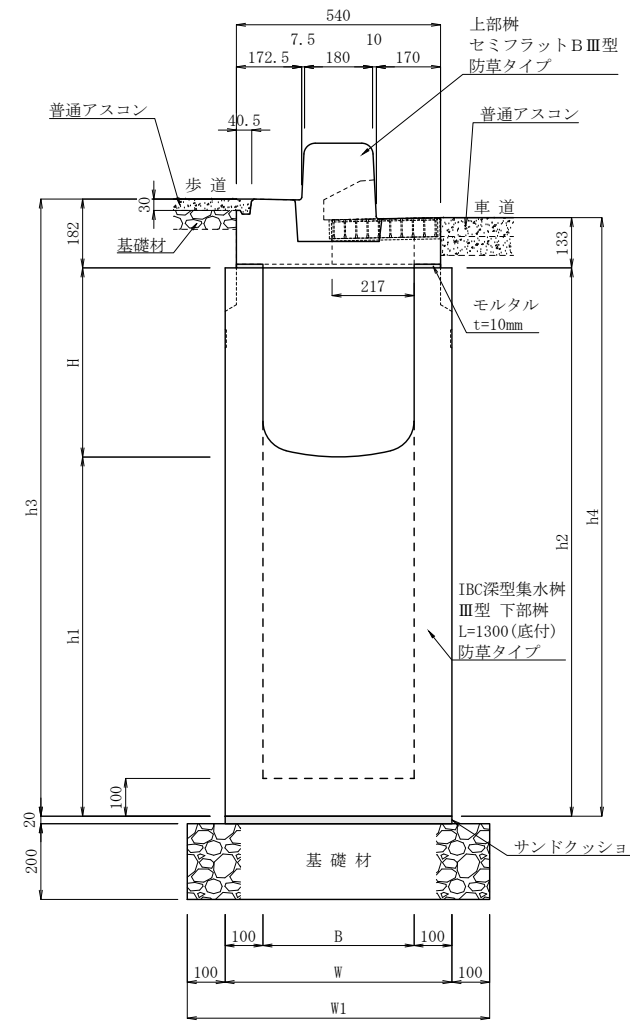 540
7.5
10
172.5
180
170
上部桝
セミフラットBⅢ型
防草タイプ
普通アスコン
40.5
普通アスコン
歩 道
車 道
30
182
基礎材
133
217
モルタル
t=10mm
H
h3
h1
h2
h4
IBC深型集水桝
Ⅲ型 下部桝
L=1300(底付)
防草タイプ
100
20
200
基 礎 材
サンドクッショ
100
B
100
100
W
100
W1